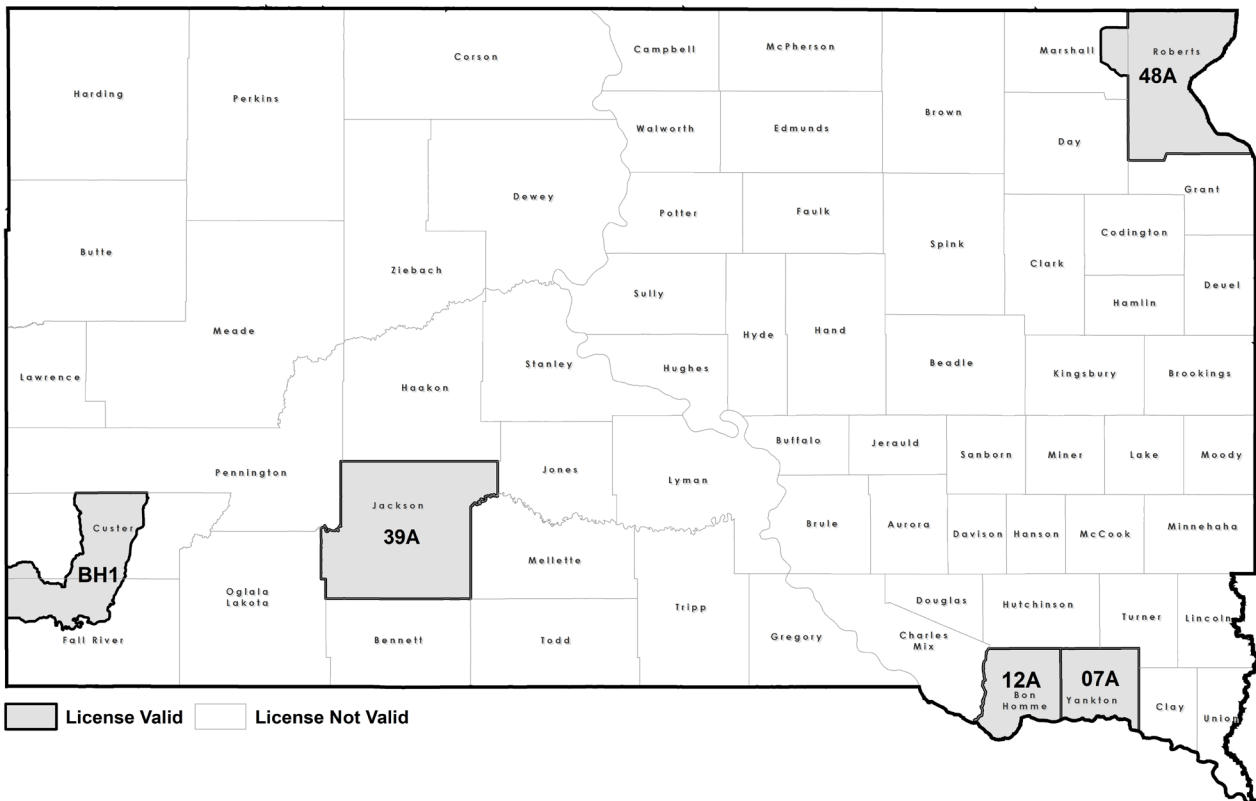 Harding
Perkins
Corson
Campbell
McPherson
Marshall
Roberts
48A
Brown
Walworth
Edmunds
Day
Dewey
Potter
Faulk
Grant
Butte
Ziebach
Spink
Codington
Clark
Sully
Deuel
Hamlin
Meade
Hyde
Hand
Lawrence
Haakon
Stanley
Hughes
Beadle
Kingsbury
Brookings
Pennington
Jones
Lyman
Buffalo
Jerauld
Sanborn
Miner
Lake
Moody
Custer
Jackson
39A
Brule
Aurora
Davison
Hanson
McCook
Minnehaha
BH1
Oglala
Lakota
Mellette
Tripp
Douglas
Hutchinson
Turner
Lincoln
Fall River
Bennett
Todd
Gregory
Charles
Mix
12A
Bon
Homme
07A
Yankton
Clay
Union
License Valid
License Not Valid